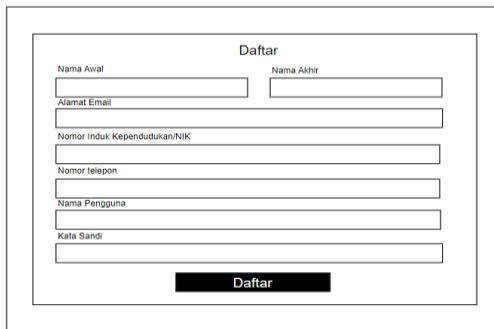 Daftar
Nama Awal
Nama Akhir
Alamat Email
Nomor Induk Kependudukan/NIK
Nomor telepon
Nama Pengguna
Kata Sandi
Daftar